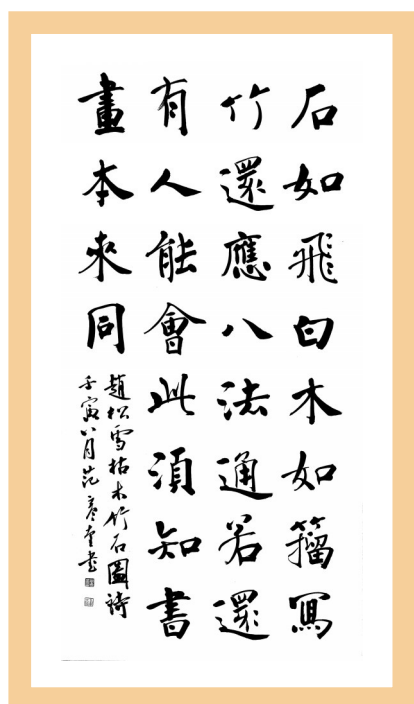 石如飛白木如籀寫
竹還應八法通若還
有人能會此須知書
畫本來同
趙松雪枯木竹石圖詩
壬寅八月范書